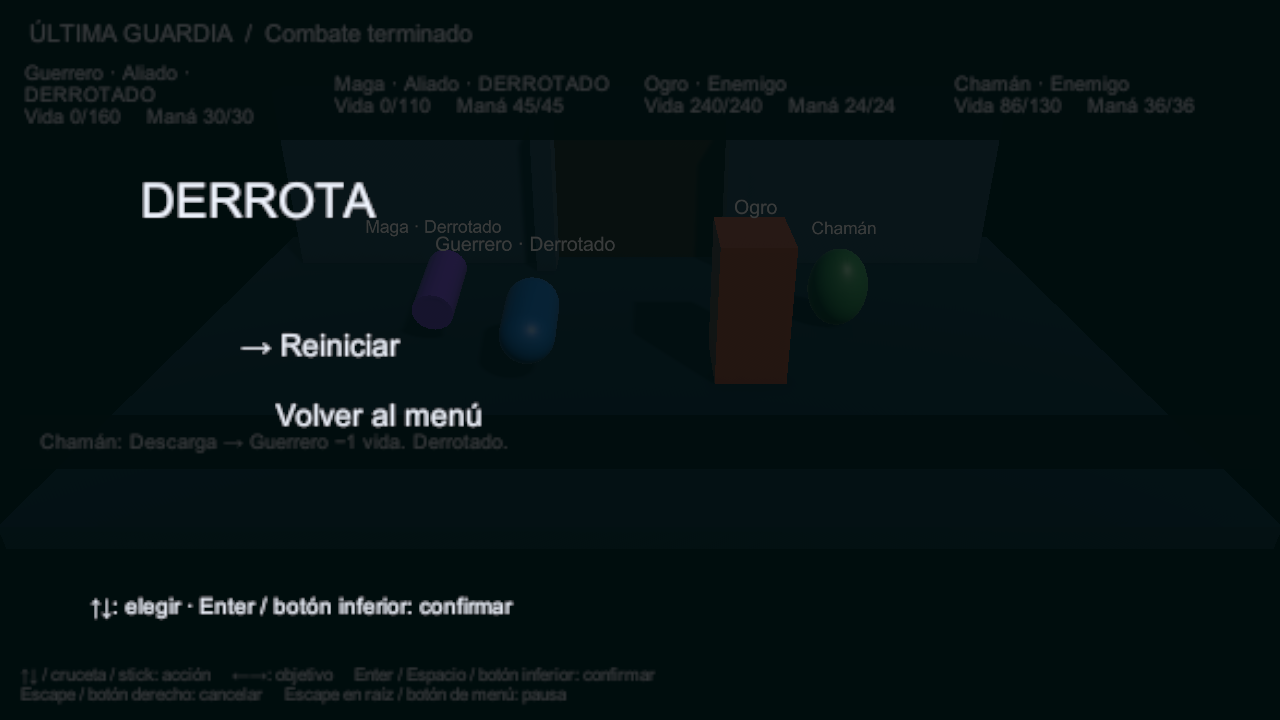 ÚLTIMA GUARDIA / Combate terminado
Guerrero · Aliado ·
DERROTADO
Vida 0/160 Maná 30/30
Maga · Aliado · DERROTADO
Vida 0/110 Maná 45/45
Ogro · Enemigo
Vida 240/240 Maná 24/24
Chamán · Enemigo
Vida 86/130 Maná 36/36
DERROTA
Ogro
Maga · Derrotado
Chamán
Guerrero · Derrotado
→ Reiniciar
Volver al menú
Chamán: Descarga → Guerrero −1 vida. Derrotado.
↑↓: elegir · Enter / botón inferior: confirmar
↑↓ / cruceta / stick: acción ←→: objetivo Enter / Espacio / botón inferior: confirmar
Escape / botón derecho: cancelar Escape en raíz / botón de menú: pausa